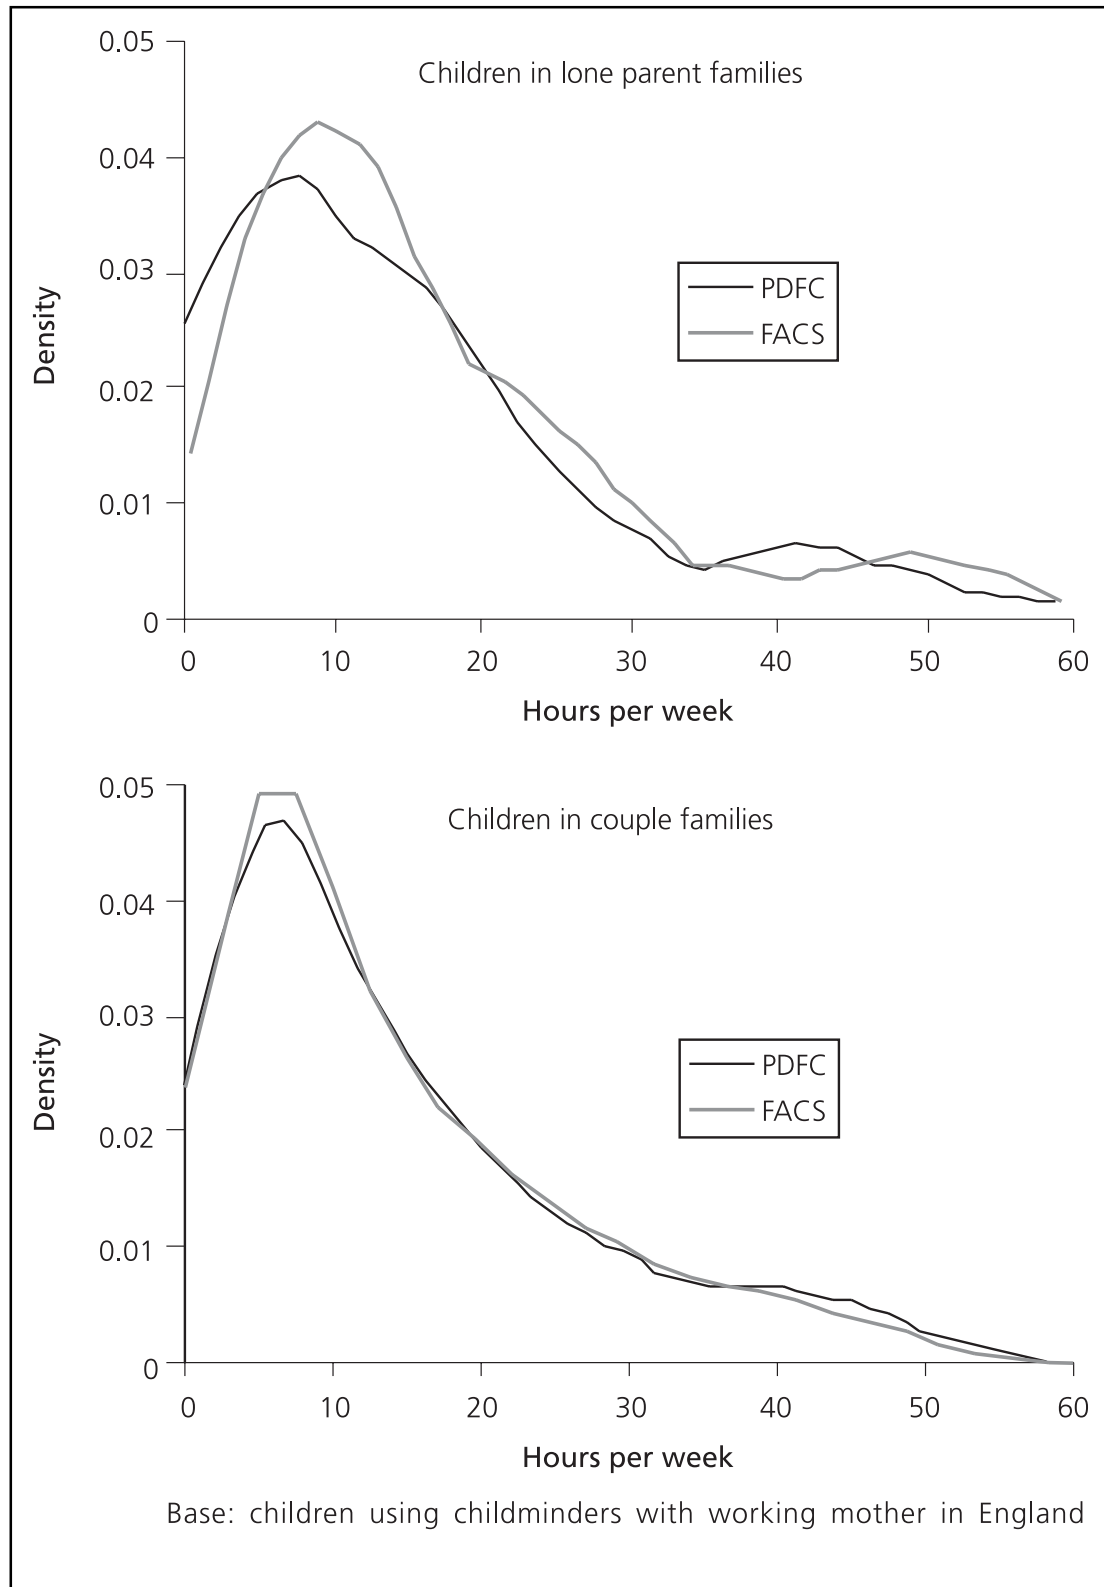 Children in lone parent families
0.05
0.04
0.03
0.02
0.01
0
Density
PDFC
FACS
0 10 20 30 40 50 60
Hours per week
Children in couple families
0.05
0.04
0.03
0.02
0.01
0
Density
PDFC
FACS
0 10 20 30 40 50 60
Hours per week
Base: children using childminders with working mother in England